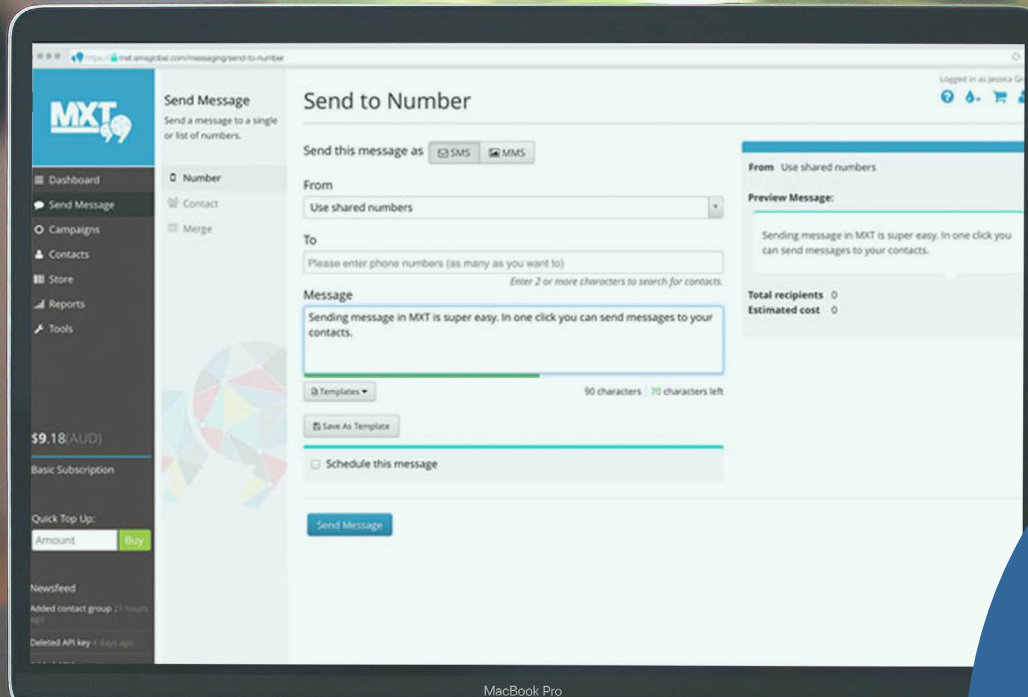 https://mxt.smsglobal.com/messaging/send-to-number
MXT
Dashboard
Send Message
Campaigns
Contacts
Store
Reports
Tools
$9.18(AUD)
Basic Subscription
Quick Top Up:
Amount
Buy
Newsfeed
Added contact group 21 hours
ago
Deleted API key 4 days ago
Send Message
Send a message to a single
or list of numbers.
Number
Contact
Merge
Send to Number
Logged in as Jessica
Send this message as
SMS
MMS
From
Use shared numbers
To
Please enter phone numbers (as many as you want to)
Enter 2 or more characters to search for contacts.
Message
Sending message in MXT is super easy. In one click you can send messages to your
contacts.
Templates
90 characters
70 characters left
Save As Template
Schedule this message
Send Message
From Use shared numbers
Preview Message:
Sending message in MXT is super easy. In one click you
can send messages to your contacts.
Total recipients 0
Estimated cost 0
MacBook Pro